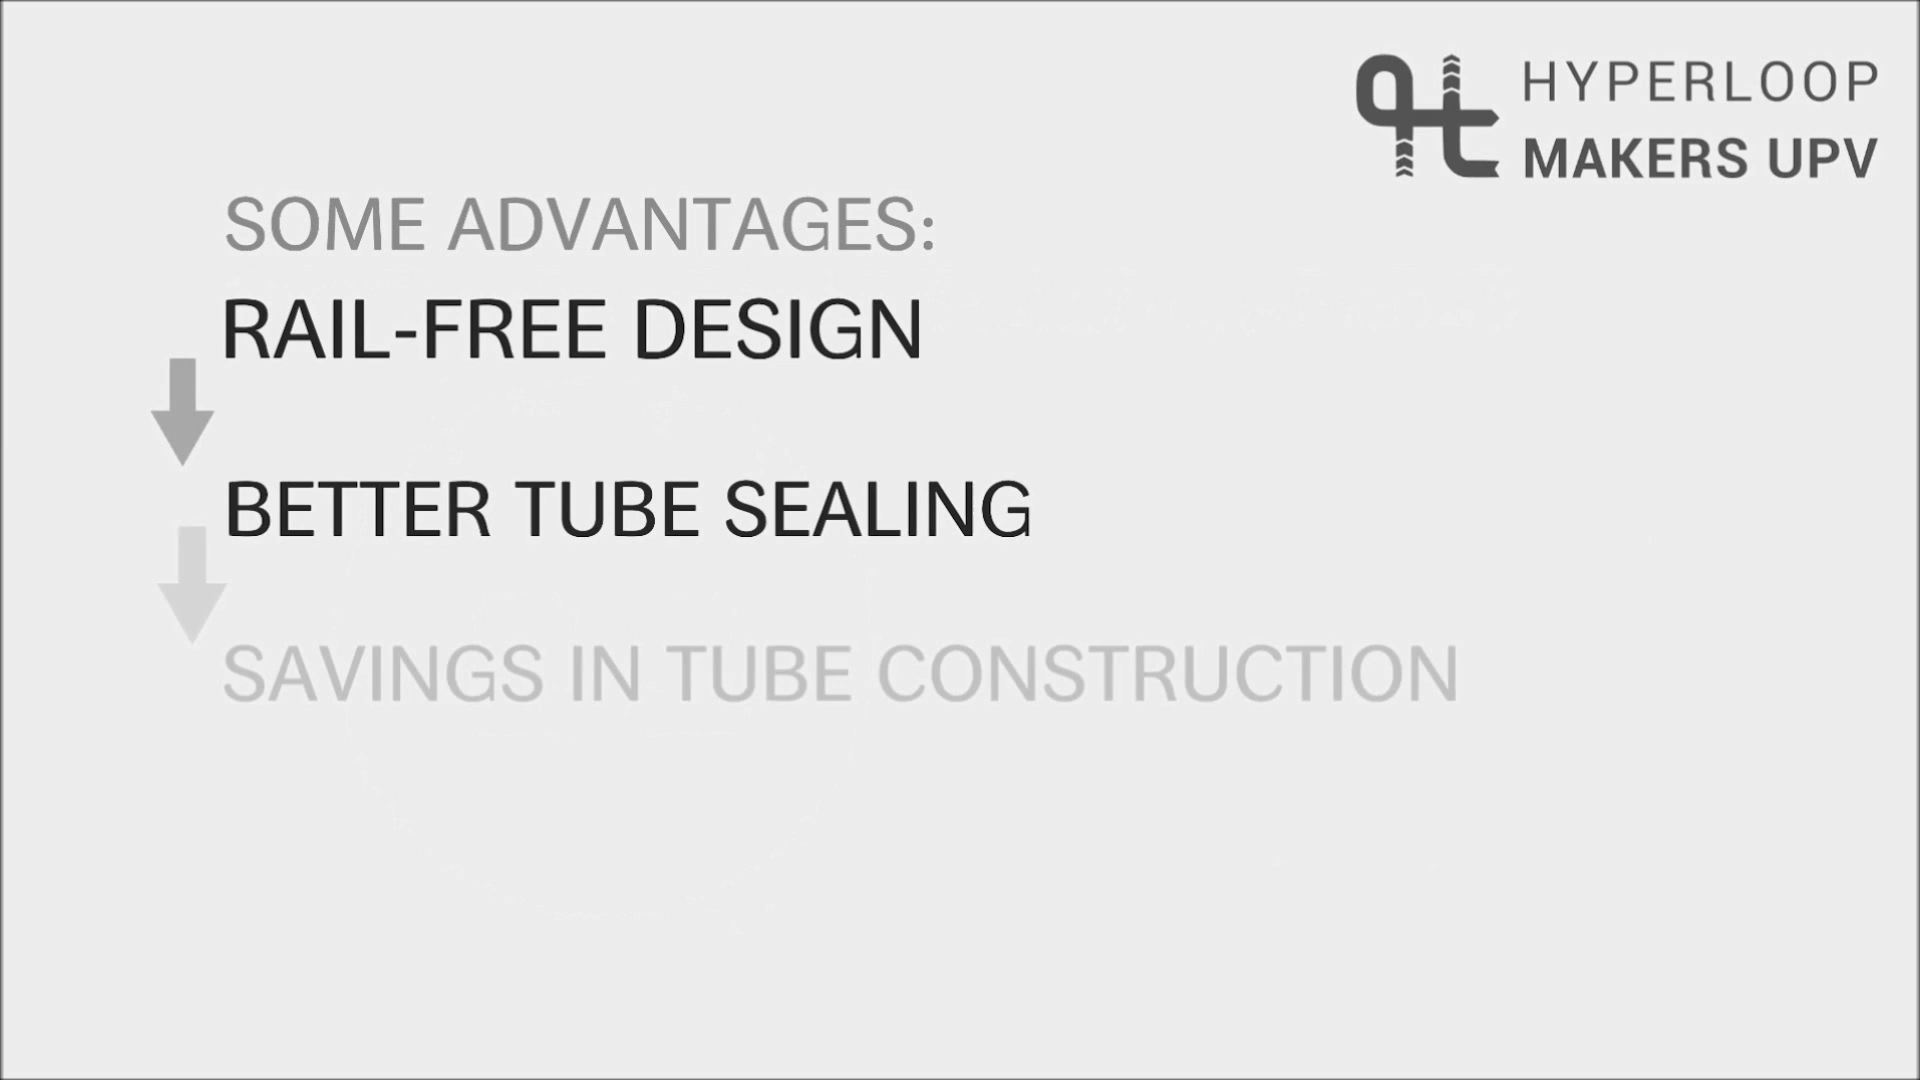 HYPERLOOP
MAKERS UPV
SOME ADVANTAGES:
RAIL-FREE DESIGN
BETTER TUBE SEALING
SAVINGS IN TUBE CONSTRUCTION